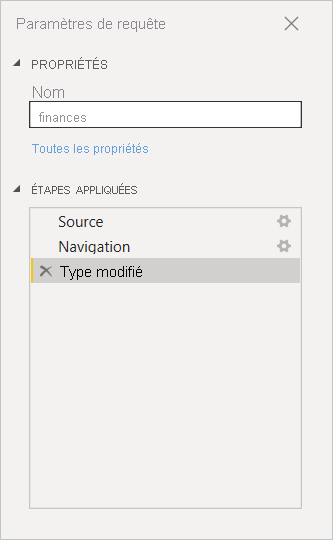 Paramètres de requête
PROPRIÉTÉS
Nom
finances
Toutes les propriétés
ÉTAPES APPLIQUÉES
Source
Navigation
Type modifié